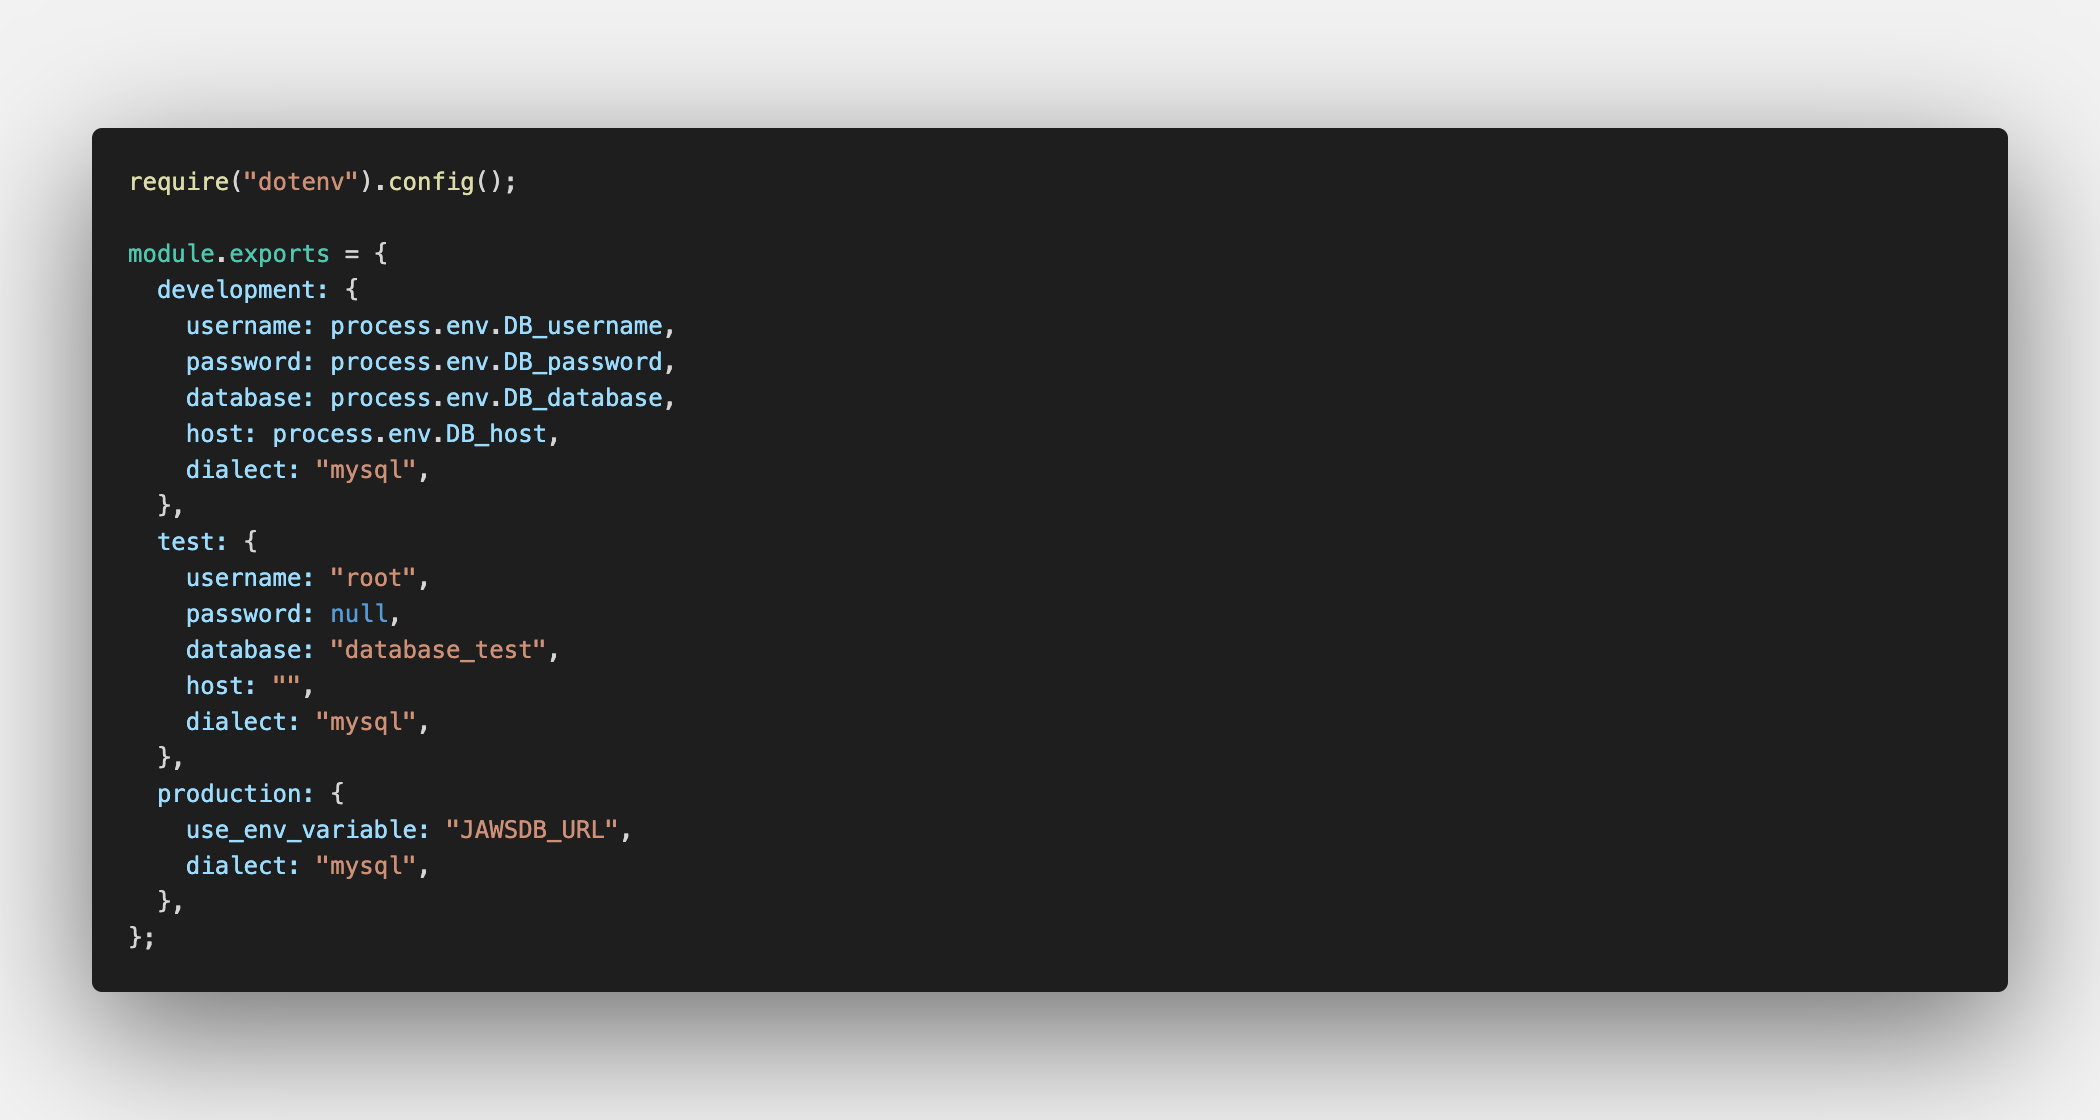 require("dotenv").config();

module.exports = {
  development: {
    username: process.env.DB_username,
    password: process.env.DB_password,
    database: process.env.DB_database,
    host: process.env.DB_host,
    dialect: "mysql",
  },
  test: {
    username: "root",
    password: null,
    database: "database_test",
    host: "",
    dialect: "mysql",
  },
  production: {
    use_env_variable: "JAWSDB_URL",
    dialect: "mysql",
  },
};